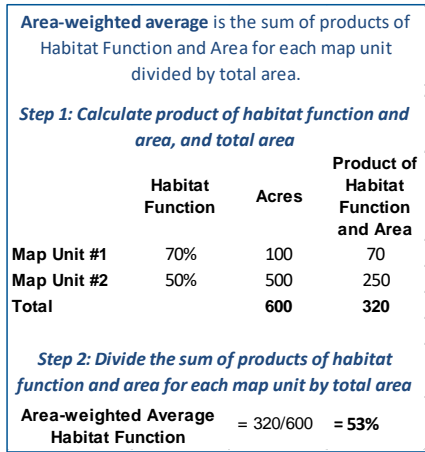 Area-weighted average is the sum of products of
Habitat Function and Area for each map unit
divided by total area.
Step 1: Calculate product of habitat function and
area, and total area
Habitat
Function
Acres
Product of
Habitat
Function
and Area
Map Unit #1 70% 100 70
Map Unit #2 50% 500 250
Total 600 320
Step 2: Divide the sum of products of habitat
function and area for each map unit by total area
Area-weighted Average
Habitat Function
= 320/600 = 53%